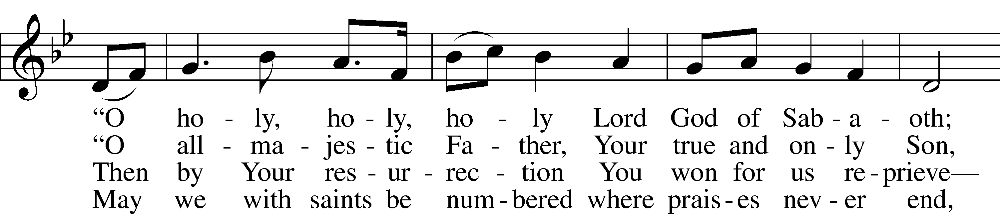 “O ho - ly, ho - ly, ho - ly Lord God of Sab - a - oth;
“O all - ma - jes - tic Fa - ther, Your true and on - ly Son,
Then by Your res - ur - rec - tion You won for us re - prieve—
May we with saints be num - bered where prais - es nev - er end,